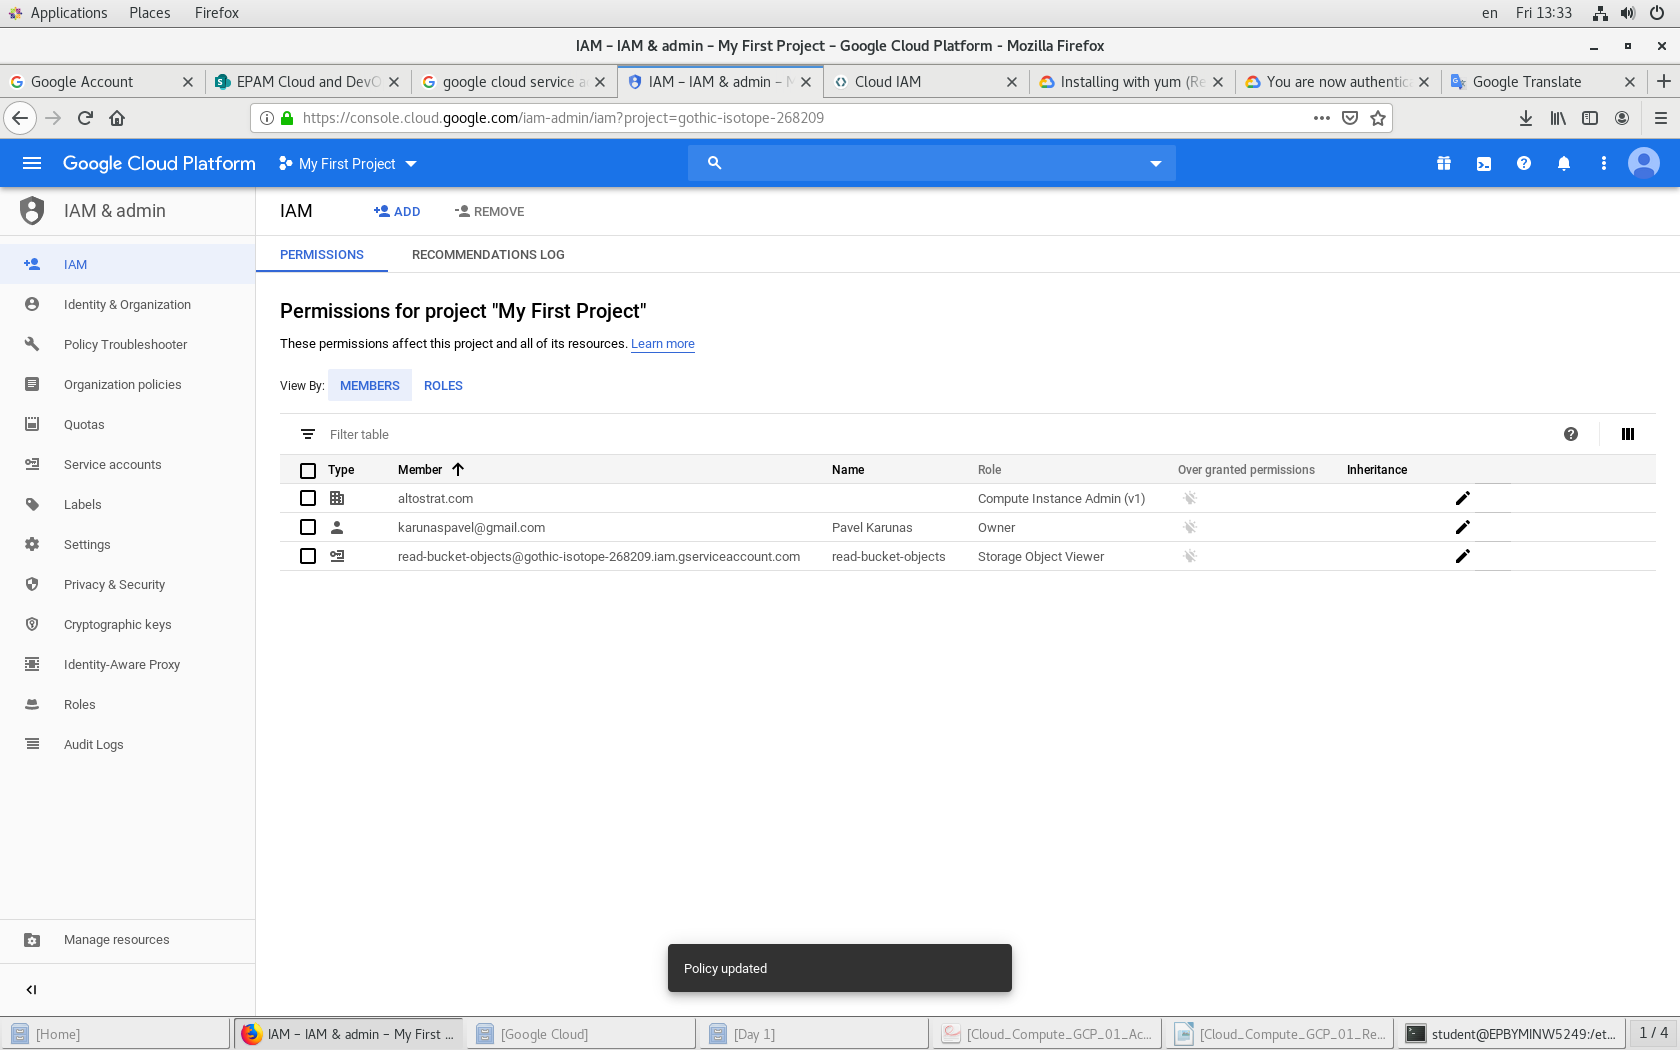 Applications Places Firefox en Fri 13:33
IAM – IAM & admin – My First Project – Google Cloud Platform - Mozilla Firefox
Google Account EPAM Cloud and DevO google cloud service a IAM – IAM & admin – M Cloud IAM Installing with yum (Re You are now authentica Google Translate
https://console.cloud.google.com/iam-admin/iam?project=gothic-isotope-268209
Google Cloud Platform My First Project
IAM & admin IAM ADD REMOVE
PERMISSIONS RECOMMENDATIONS LOG
IAM
Identity & Organization
Policy Troubleshooter
Organization policies
Quotas
Service accounts
Labels
Settings
Privacy & Security
Cryptographic keys
Identity-Aware Proxy
Roles
Audit Logs
Manage resources
Permissions for project "My First Project"
These permissions affect this project and all of its resources. Learn more
View By: MEMBERS ROLES
Filter table
Type Member Name Role Over granted permissions Inheritance
altostrat.com Compute Instance Admin (v1)
karunaspavel@gmail.com Pavel Karunas Owner
read-bucket-objects@gothic-isotope-268209.iam.gserviceaccount.com read-bucket-objects Storage Object Viewer
Policy updated
[Home] IAM – IAM & admin – My First ... [Google Cloud] [Day 1] [Cloud_Compute_GCP_01_Ac... [Cloud_Compute_GCP_01_Re... student@EPBYMINW5249:/et... 1 / 4